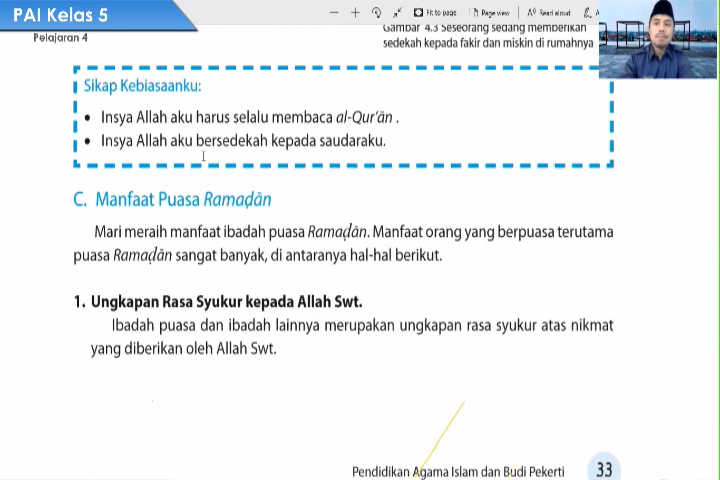 PAI Kelas 5
Fit to page
Page view
Read aloud
Pelajaran 4
Gambar 4.3 Seseorang sedang memberikan
sedekah kepada fakir dan miskin di rumahnya
Sikap Kebiasaanku:
• Insya Allah aku harus selalu membaca al-Qur'ān .
• Insya Allah aku bersedekah kepada saudaraku.
C. Manfaat Puasa Ramaḍān
Mari meraih manfaat ibadah puasa Ramaḍān. Manfaat orang yang berpuasa terutama
puasa Ramaḍān sangat banyak, di antaranya hal-hal berikut.
1. Ungkapan Rasa Syukur kepada Allah Swt.
Ibadah puasa dan ibadah lainnya merupakan ungkapan rasa syukur atas nikmat
yang diberikan oleh Allah Swt.
Pendidikan Agama Islam dan Budi Pekerti 33